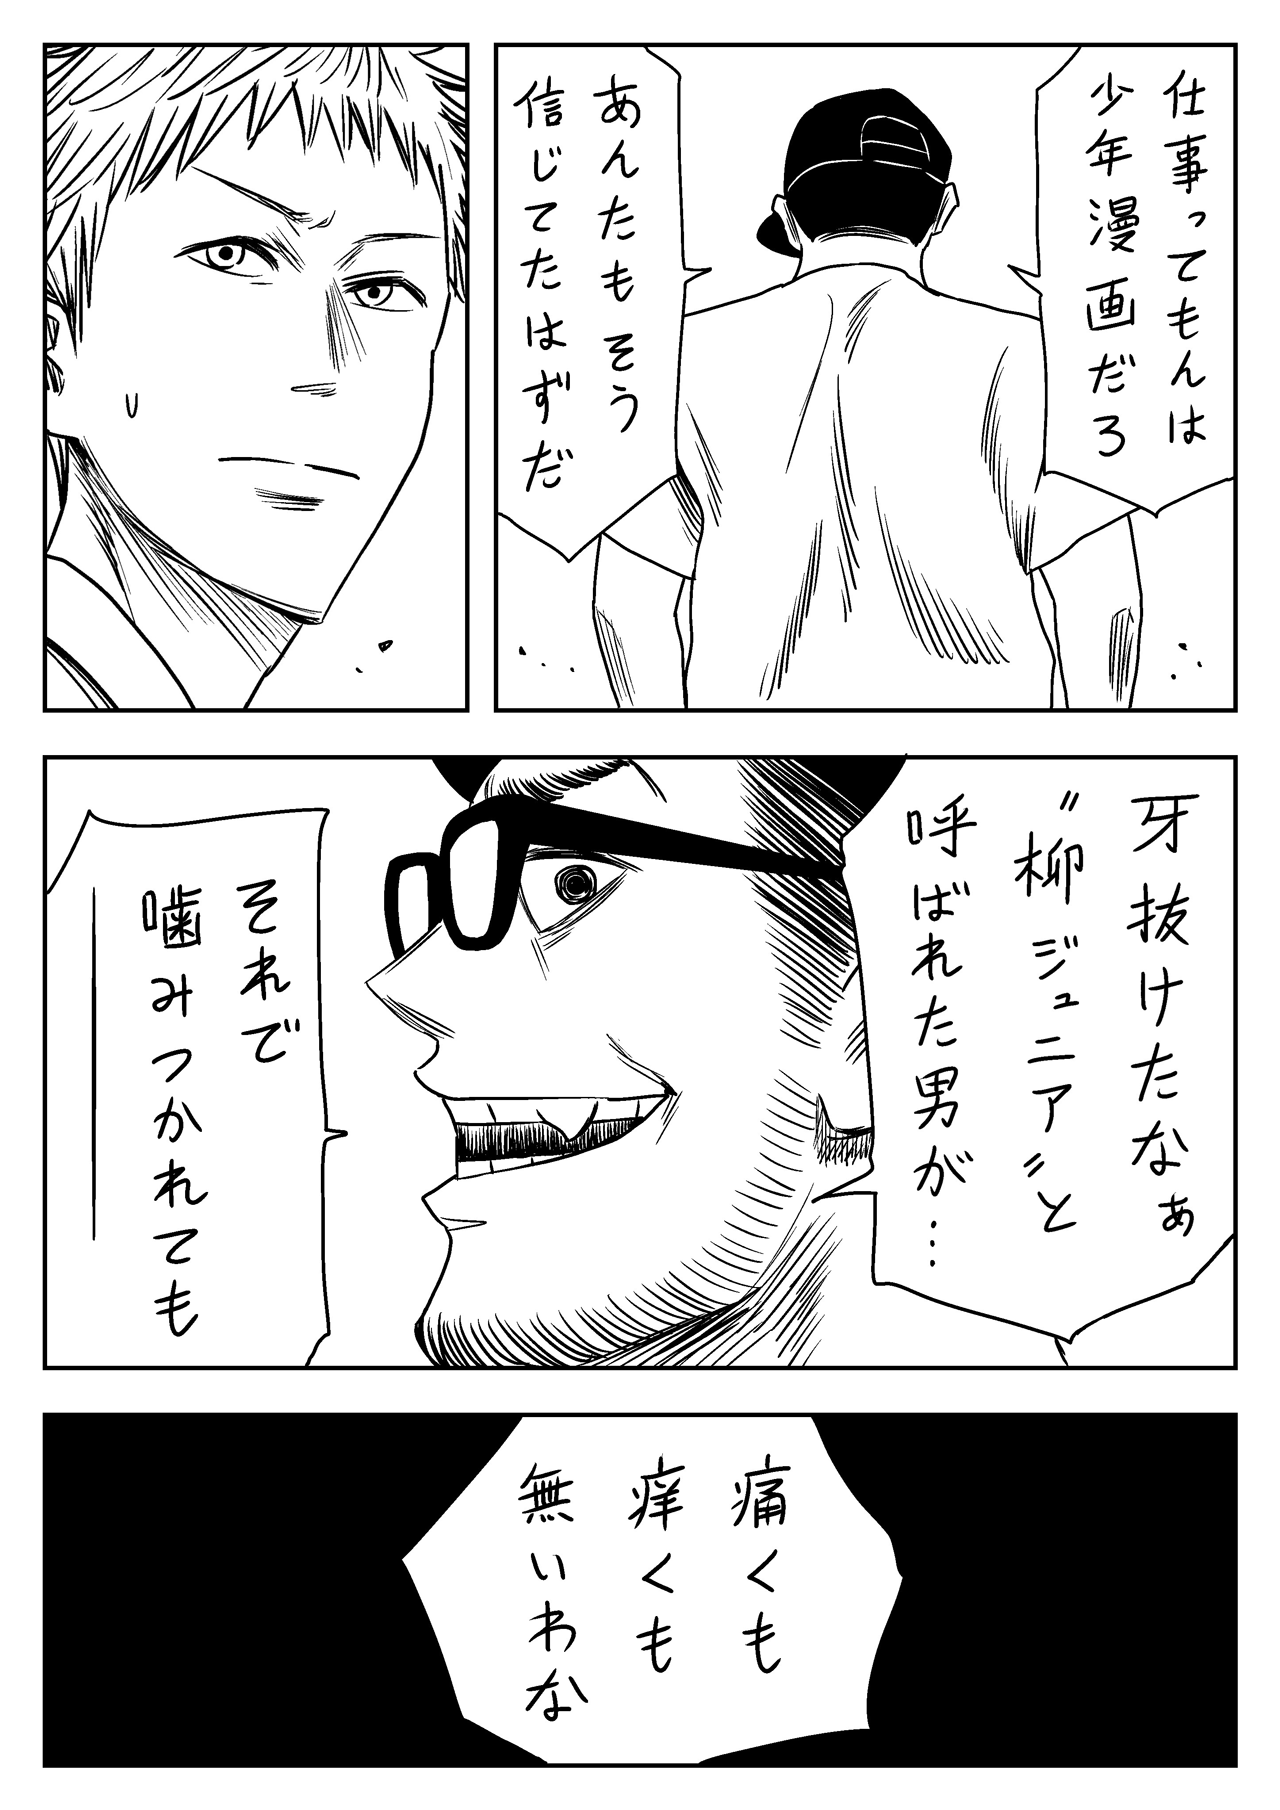 仕事ってもんは
少年漫画だろ
あんたもそう
信じてたはずだ
牙抜けたなぁ
〝柳ジュニア〟と
呼ばれた男が…
それで
噛みつかれても
｜
痛くも
痒くも
無いわな